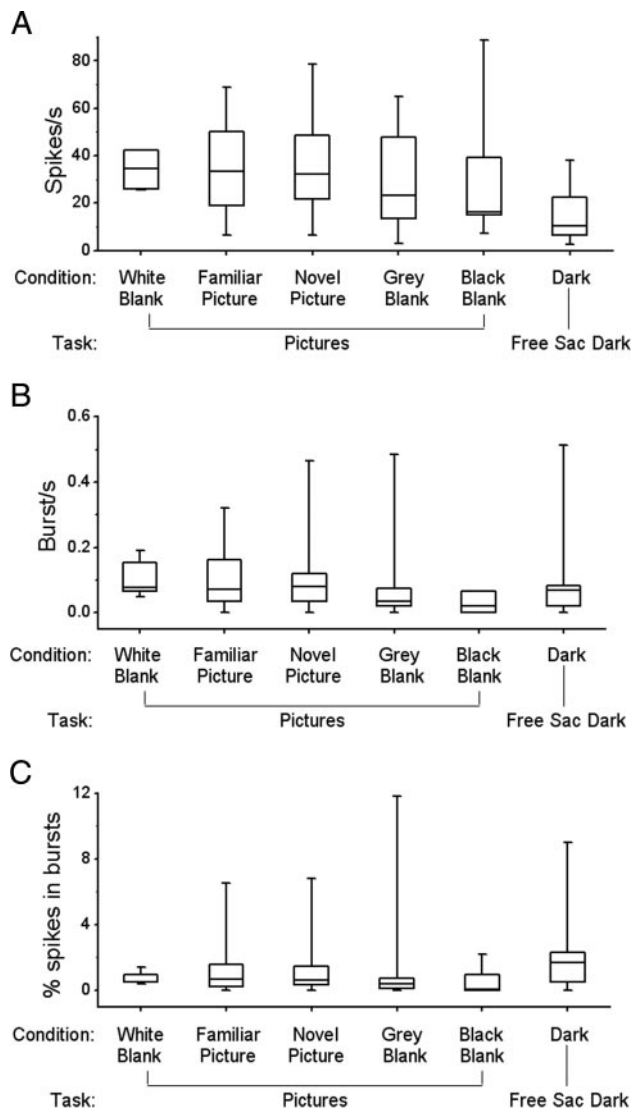 A
Spikes/s
80
60
40
20
0
Condition: White Blank Familiar Picture Novel Picture Grey Blank Black Blank Dark
Task: Pictures Free Sac Dark
B
Burst/s
0.6
0.4
0.2
0.0
Condition: White Blank Familiar Picture Novel Picture Grey Blank Black Blank Dark
Task: Pictures Free Sac Dark
C
% spikes in bursts
12
8
4
0
Condition: White Blank Familiar Picture Novel Picture Grey Blank Black Blank Dark
Task: Pictures Free Sac Dark